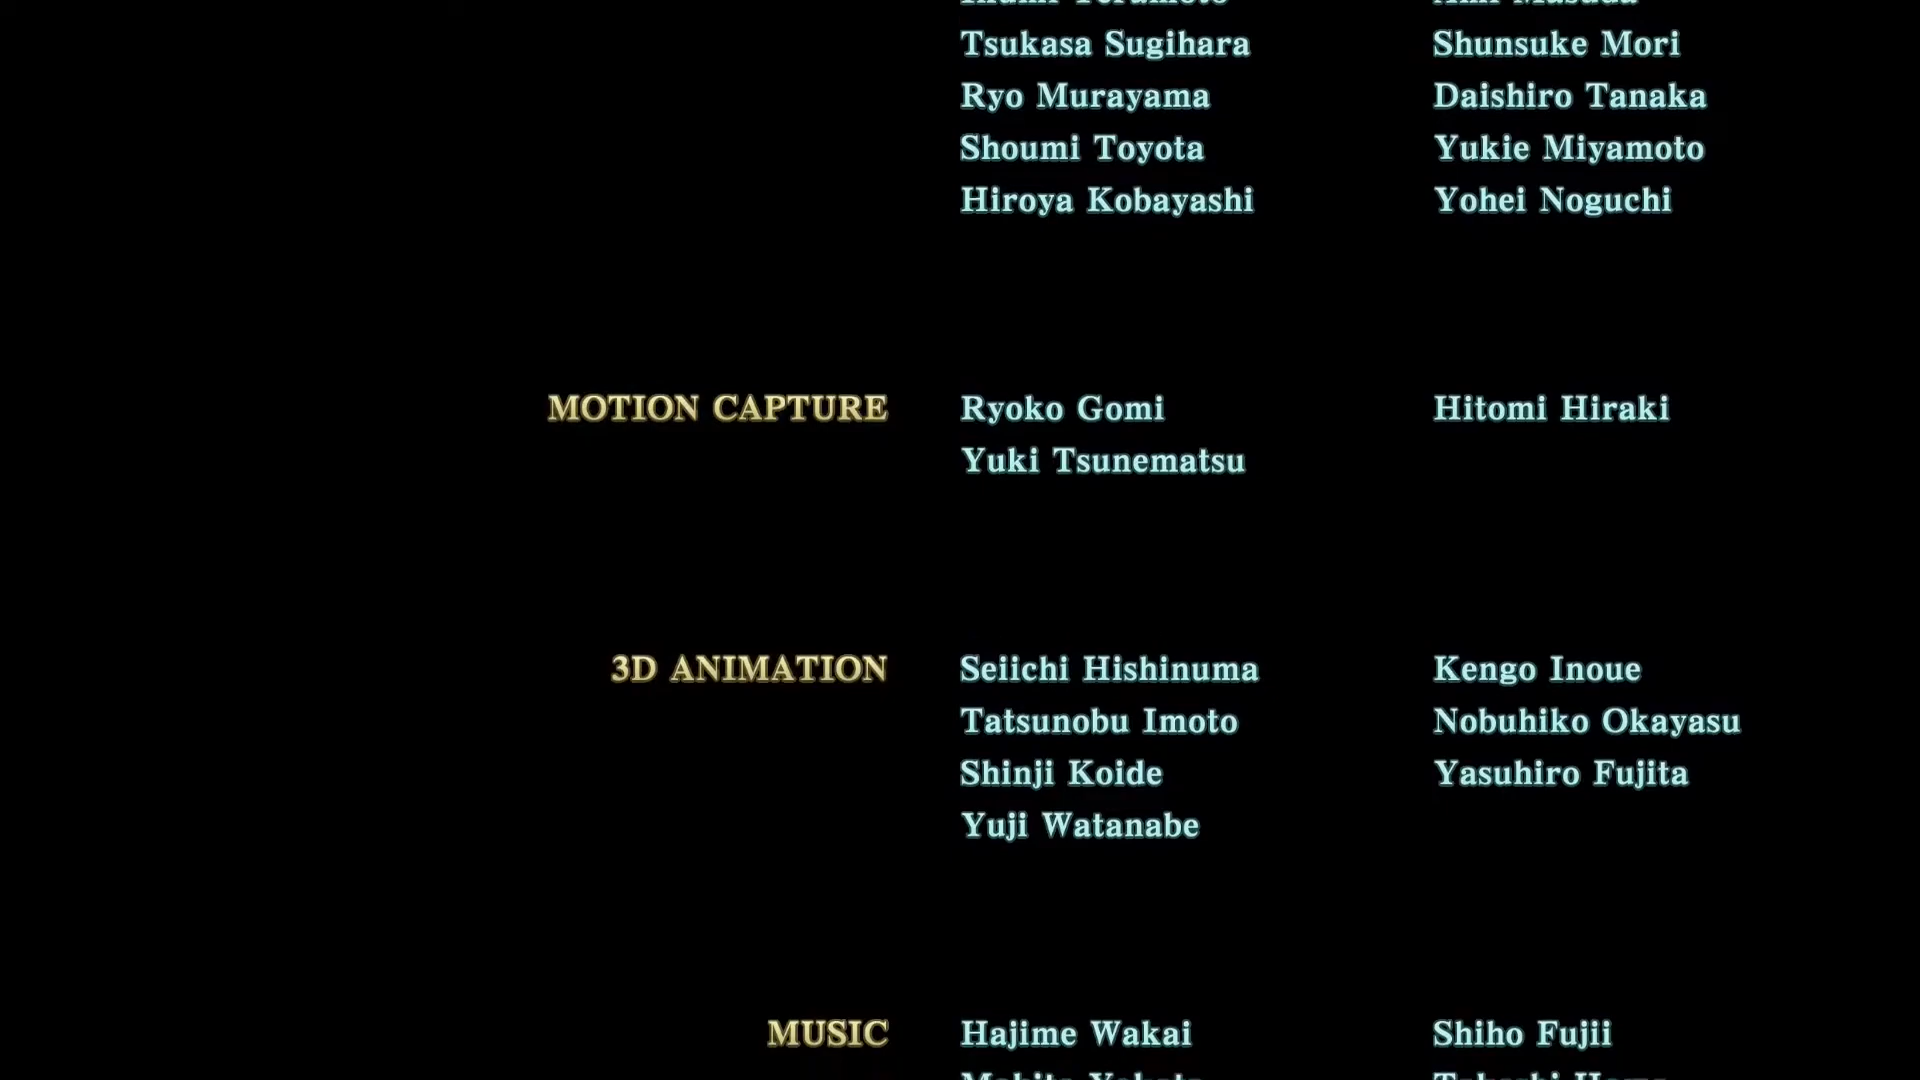 Tsukasa Sugihara Shunsuke Mori
Ryo Murayama Daishiro Tanaka
Shoumi Toyota Yukie Miyamoto
Hiroya Kobayashi Yohei Noguchi
MOTION CAPTURE Ryoko Gomi Hitomi Hiraki
Yuki Tsunematsu
3D ANIMATION Seiichi Hishinuma Kengo Inoue
Tatsunobu Imoto Nobuhiko Okayasu
Shinji Koide Yasuhiro Fujita
Yuji Watanabe
MUSIC Hajime Wakai Shiho Fujii